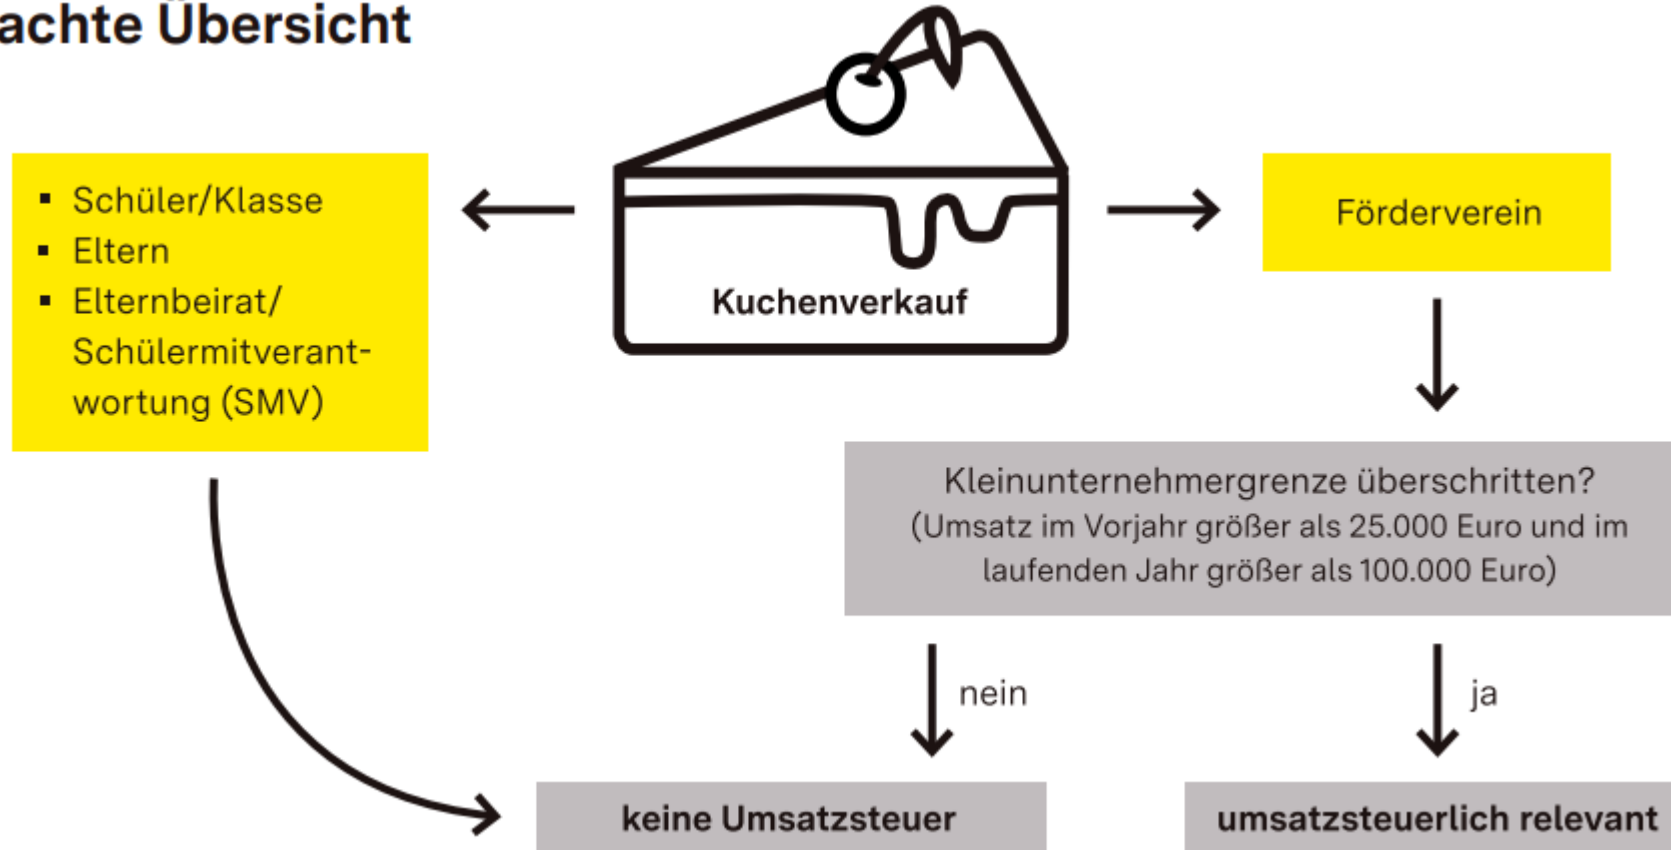 achte Übersicht
▪ Schüler/Klasse
▪ Eltern
▪ Elternbeirat/
Schülermitverant-
wortung (SMV)
Kuchenverkauf
Förderverein
Kleinunternehmergrenze überschritten?
(Umsatz im Vorjahr größer als 25.000 Euro und im
laufenden Jahr größer als 100.000 Euro)
nein
ja
keine Umsatzsteuer
umsatzsteuerlich relevant